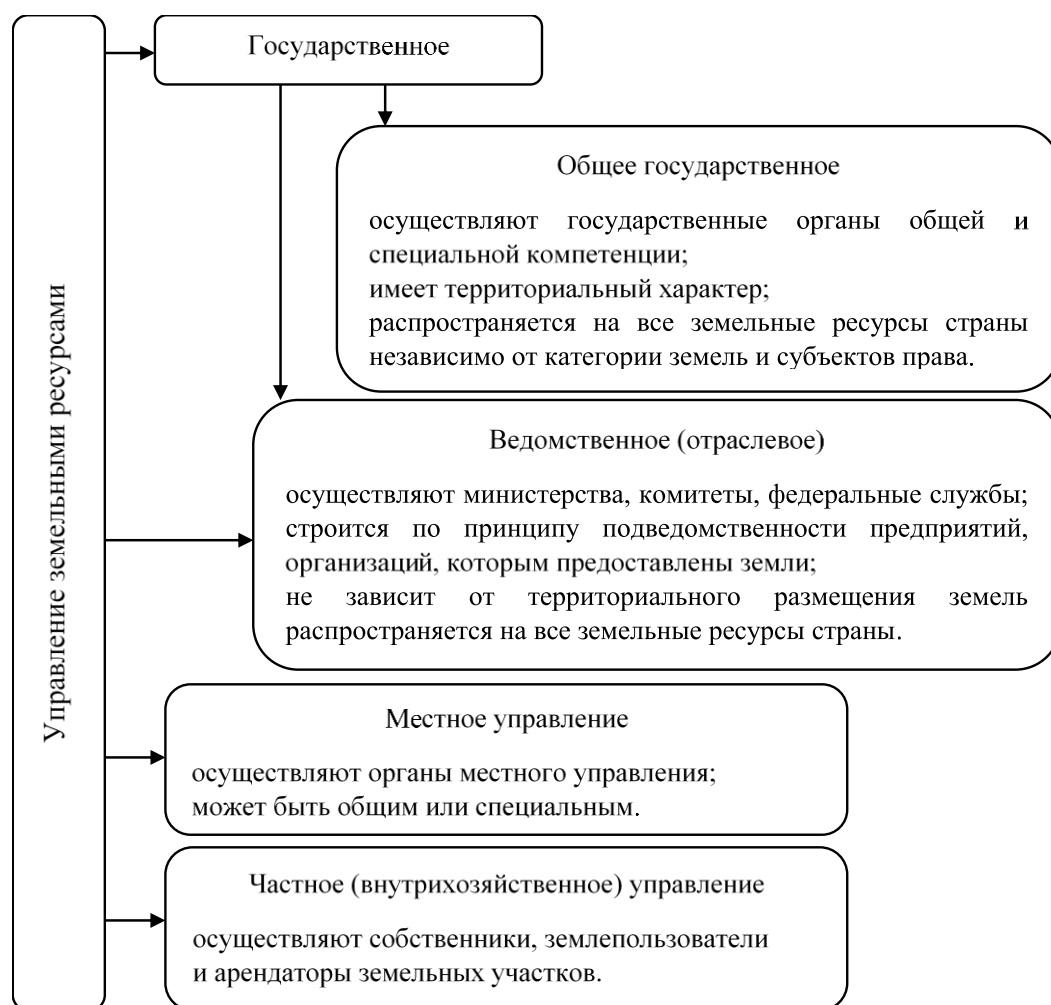 Управление земельными ресурсами
Государственное
Общее государственное
осуществляют государственные органы общей и
специальной компетенции;
имеет территориальный характер;
распространяется на все земельные ресурсы страны
независимо от категории земель и субъектов права.
Ведомственное (отраслевое)
осуществляют министерства, комитеты, федеральные службы;
строится по принципу подведомственности предприятий,
организаций, которым предоставлены земли;
не зависит от территориального размещения земель
распространяется на все земельные ресурсы страны.
Местное управление
осуществляют органы местного управления;
может быть общим или специальным.
Частное (внутрихозяйственное) управление
осуществляют собственники, землепользователи
и арендаторы земельных участков.